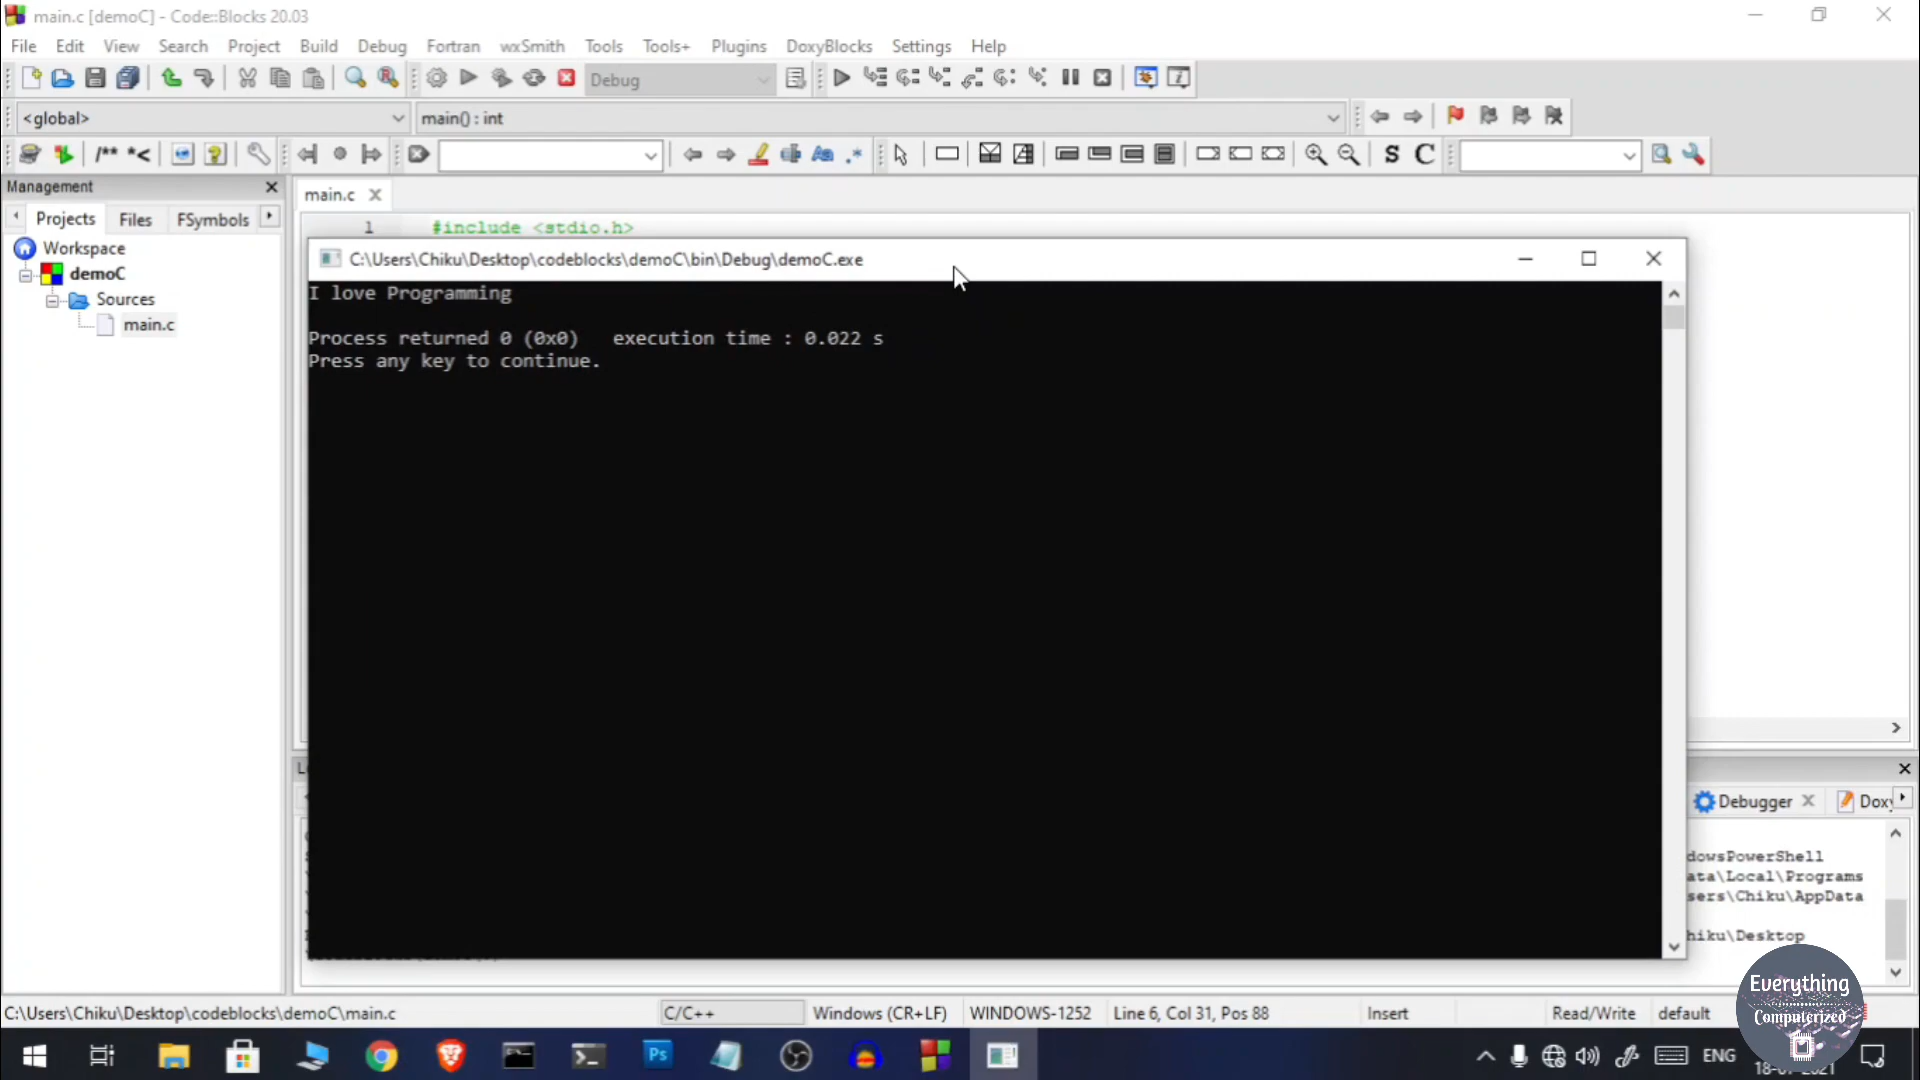 main.c [demoC] - Code::Blocks 20.03
File Edit View Search Project Build Debug Fortran wxSmith Tools Tools+ Plugins DoxyBlocks Settings Help
Debug
<global> main() : int
/** *< S C
Management
main.c
Projects Files FSymbols
1 #include <stdio.h>
Workspace
demoC
Sources
main.c
C:\Users\Chiku\Desktop\codeblocks\demoC\bin\Debug\demoC.exe
I love Programming
Process returned 0 (0x0) execution time : 0.022 s
Press any key to continue.
Debugger
dowsPowerShell
ata\Local\Programs
sers\Chiku\AppData
hiku\Desktop
Everything
Computerized
C:\Users\Chiku\Desktop\codeblocks\demoC\main.c C/C++ Windows (CR+LF) WINDOWS-1252 Line 6, Col 31, Pos 88 Insert Read/Write default
Ps ENG